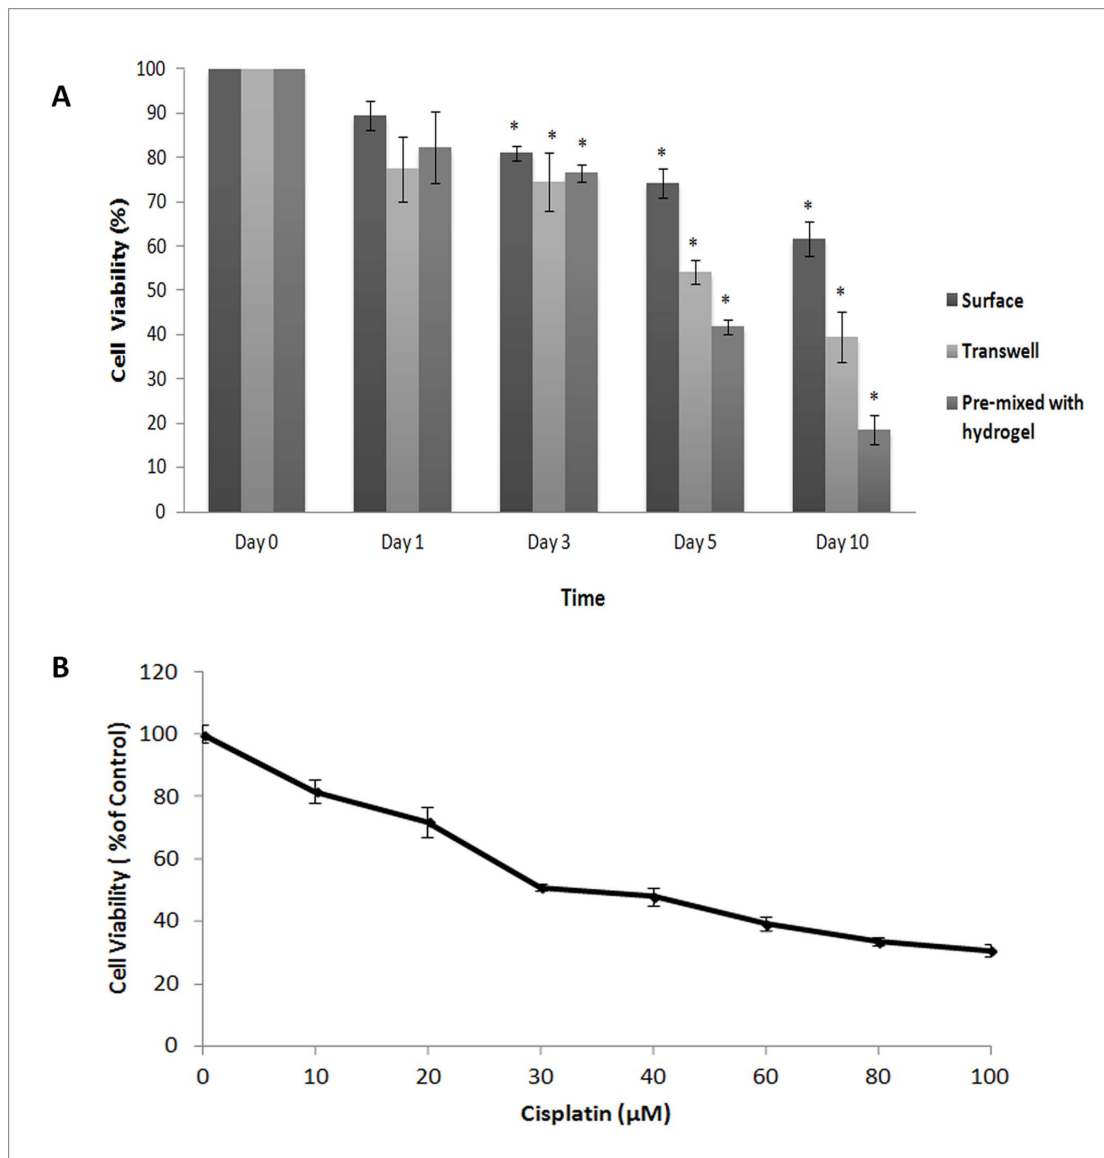 A
Cell Viability (%)
100
90
80
70
60
50
40
30
20
10
0
* * *
* * *
* * *
Day 0 Day 1 Day 3 Day 5 Day 10
Time
Surface
Transwell
Pre-mixed with
hydrogel
B
Cell Viability ( %of Control)
120
100
80
60
40
20
0
0 10 20 30 40 60 80 100
Cisplatin (µM)